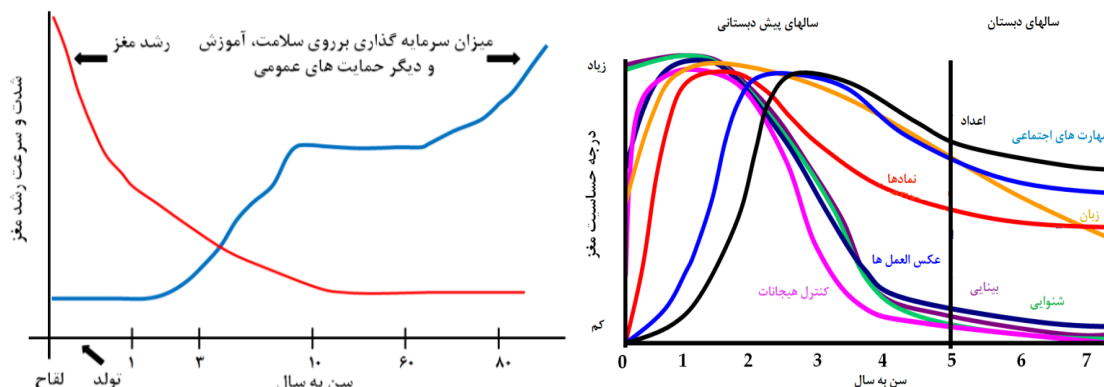 رشد مغز
میزان سرمایه گذاری برروی سلامت، آموزش
و دیگر حمایت های عمومی
شدت و سرعت رشد مغز
۱
۳
۱۰
۶۰
۸۰
لقاح
تولد
سن به سال
سالهای پیش دبستانی
سالهای دبستان
زیاد
درجه حساسیت مغز
کم
اعداد
مهارت های اجتماعی
نمادها
زبان
عکس العمل ها
کنترل هیجانات
بینایی
شنوایی
0
1
2
3
4
5
6
7
سن به سال